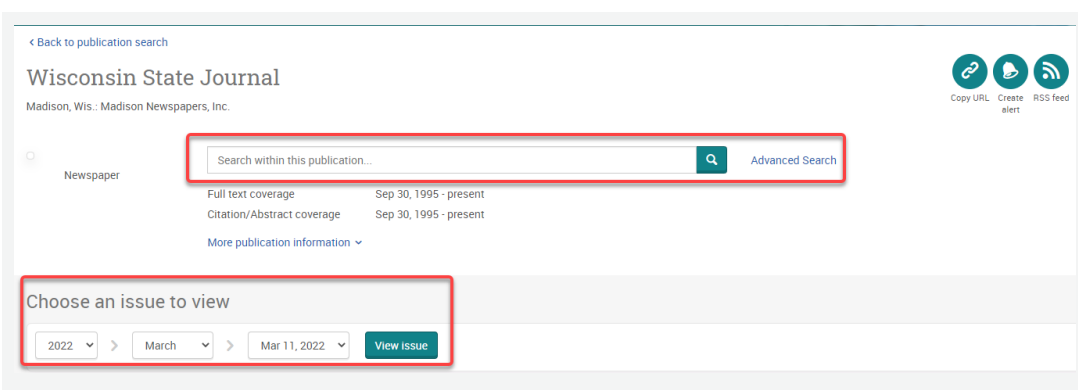 < Back to publication search
Wisconsin State Journal
Madison, Wis.: Madison Newspapers, Inc.
Copy URL Create alert RSS feed
Newspaper
Search within this publication... Advanced Search
Full text coverage Sep 30, 1995 - present
Citation/Abstract coverage Sep 30, 1995 - present
More publication information
Choose an issue to view
2022 > March > Mar 11, 2022 View issue